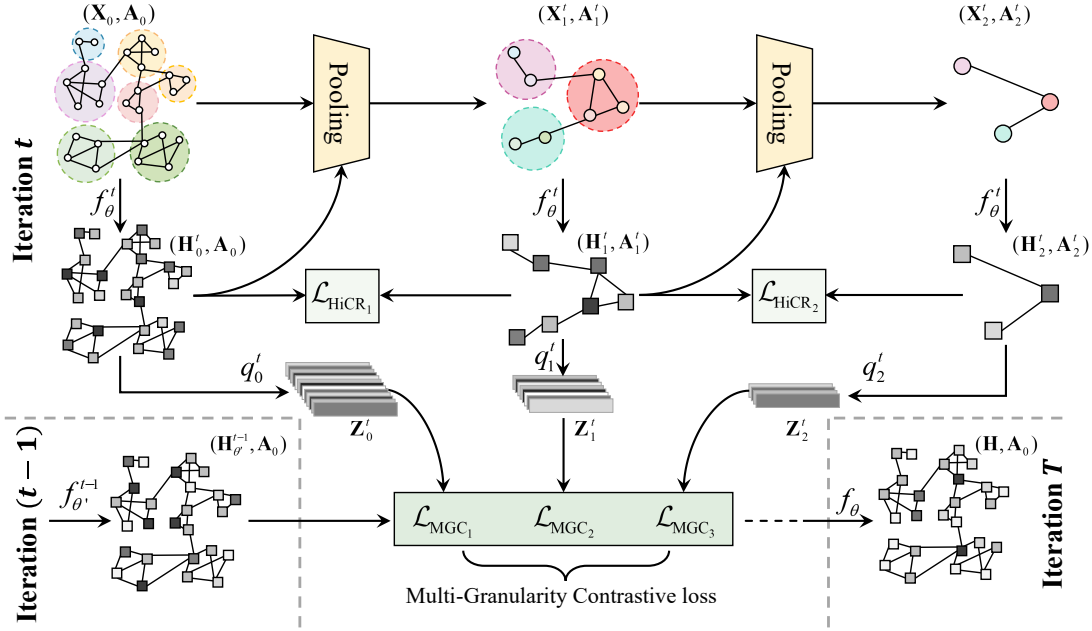 (X₀, A₀)
(X₁ᵗ, A₁ᵗ)
(X₂ᵗ, A₂ᵗ)
Pooling
Pooling
Iteration t
f_θᵗ
f_θᵗ
f_θᵗ
(H₀ᵗ, A₀)
(H₁ᵗ, A₁ᵗ)
(H₂ᵗ, A₂ᵗ)
ℒ_HiCR₁
ℒ_HiCR₂
q₀ᵗ
q₁ᵗ
q₂ᵗ
Z₀ᵗ
Z₁ᵗ
Z₂ᵗ
Iteration (t − 1)
f_θ'ᵗ⁻¹
(H_θ'ᵗ⁻¹, A₀)
ℒ_MGC₁
ℒ_MGC₂
ℒ_MGC₃
f_θ
(H, A₀)
Iteration T
Multi-Granularity Contrastive loss